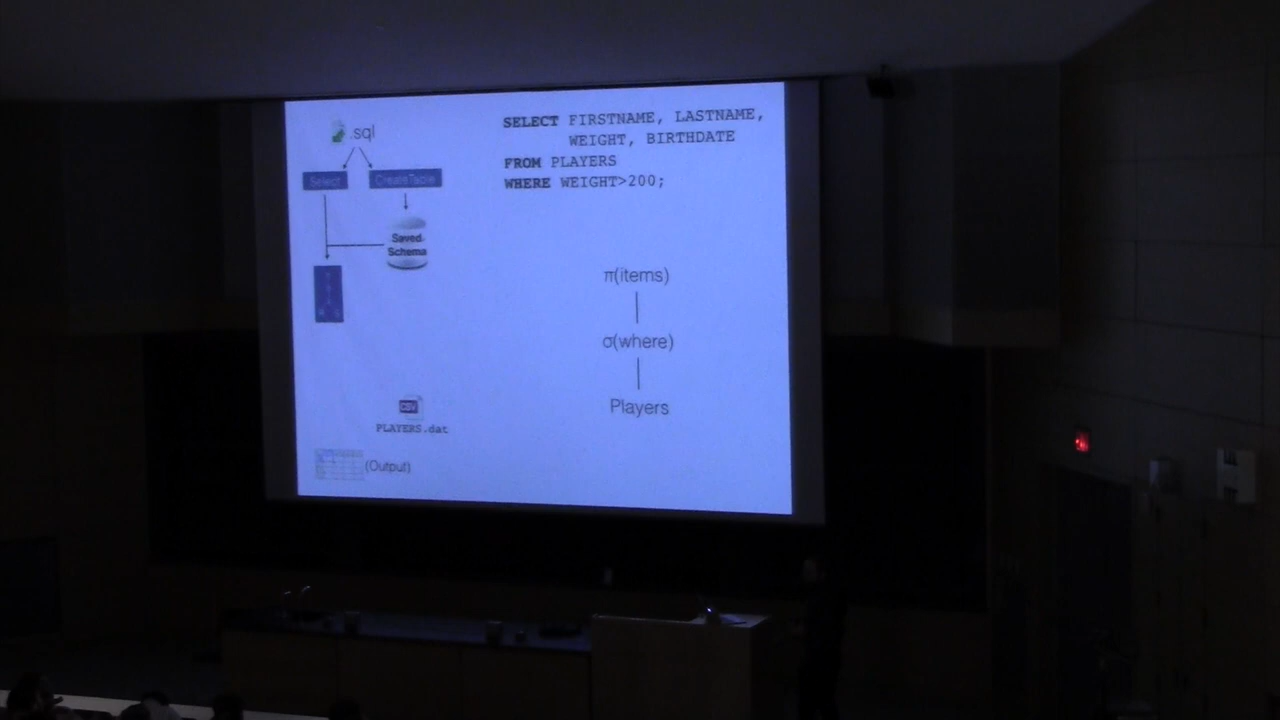 .sql
Select
CreateTable
Saved
Schema
CSV
PLAYERS.dat
(Output)
SELECT FIRSTNAME, LASTNAME,
WEIGHT, BIRTHDATE
FROM PLAYERS
WHERE WEIGHT>200;
π(items)
σ(where)
Players